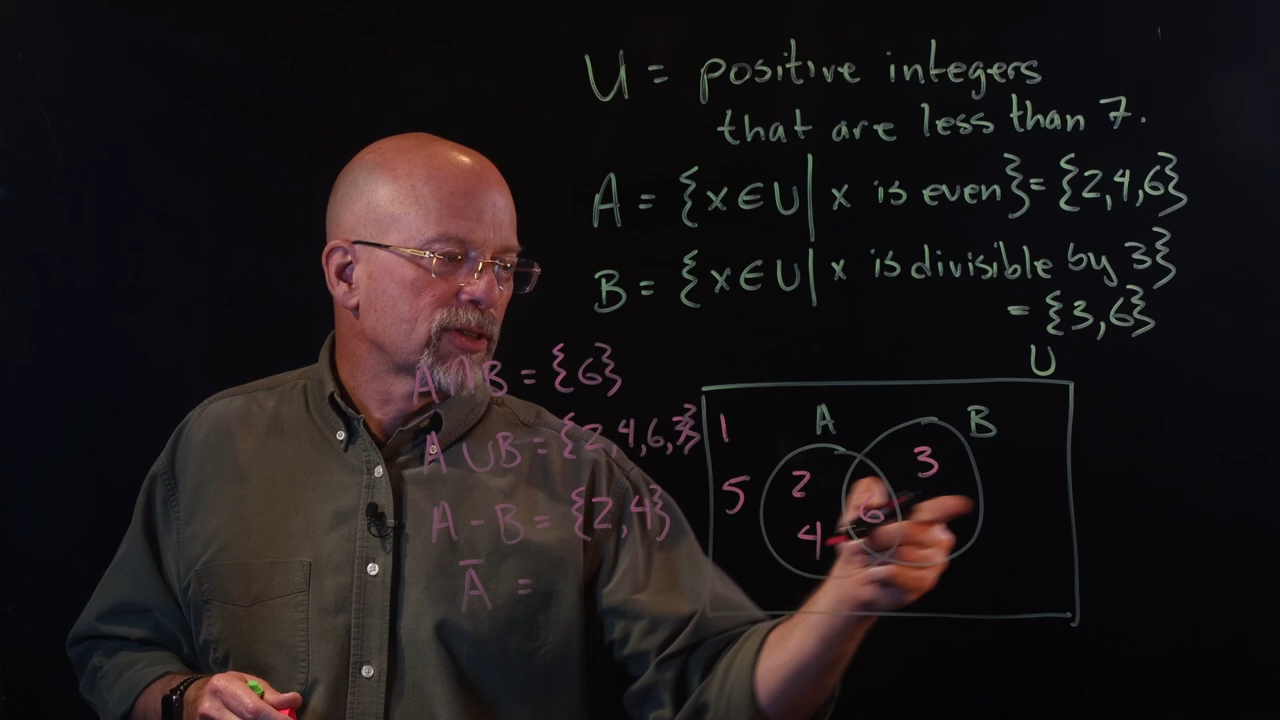 U = positive integers
that are less than 7.
A = {x∈U| x is even} = {2,4,6}
B = {x∈U| x is divisible by 3}
= {3,6}
A ∩ B = {6}
A ∪ B = {2,4,6,3}
A - B = {2,4}
A̅ =
U
A B
1
5
2
4
6
3